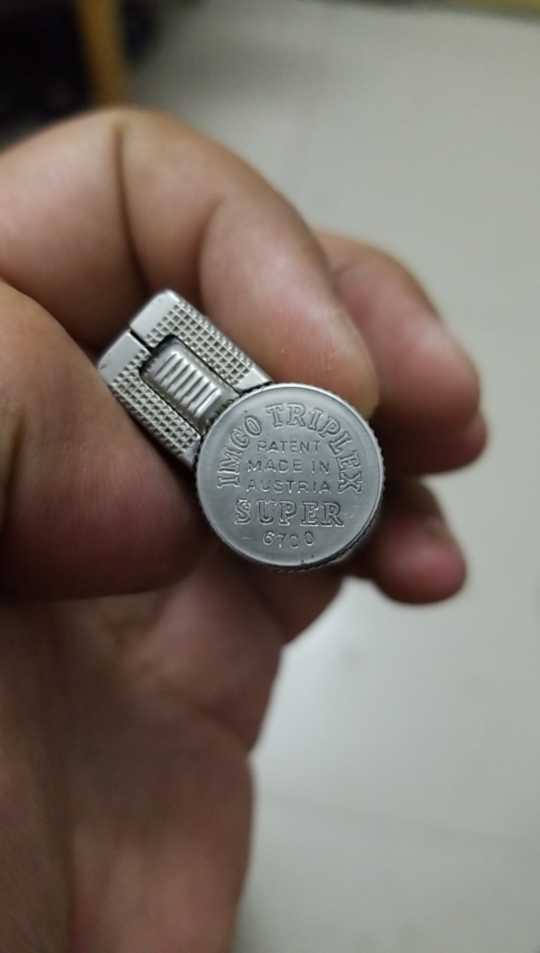 IMCO TRIPLEX
PATENT
MADE IN
AUSTRIA
SUPER
6700